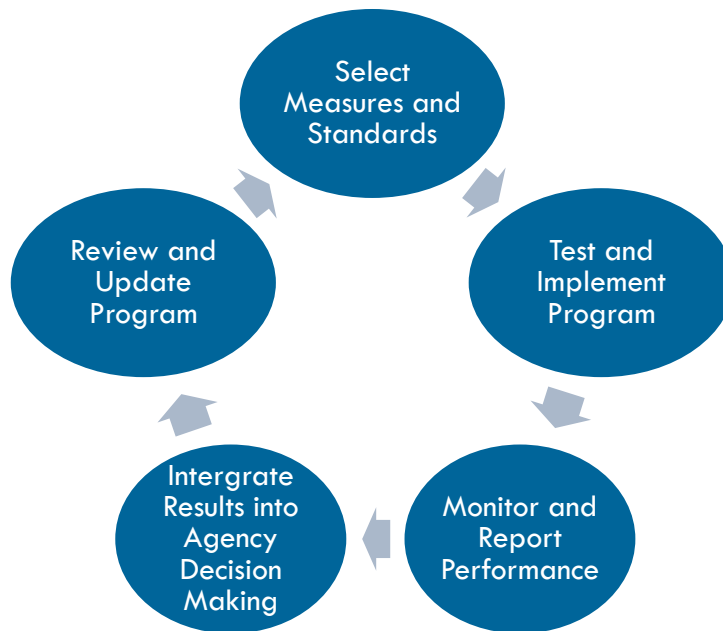 Select
Measures and
Standards
Test and
Implement
Program
Monitor and
Report
Performance
Intergrate
Results into
Agency
Decision
Making
Review and
Update
Program